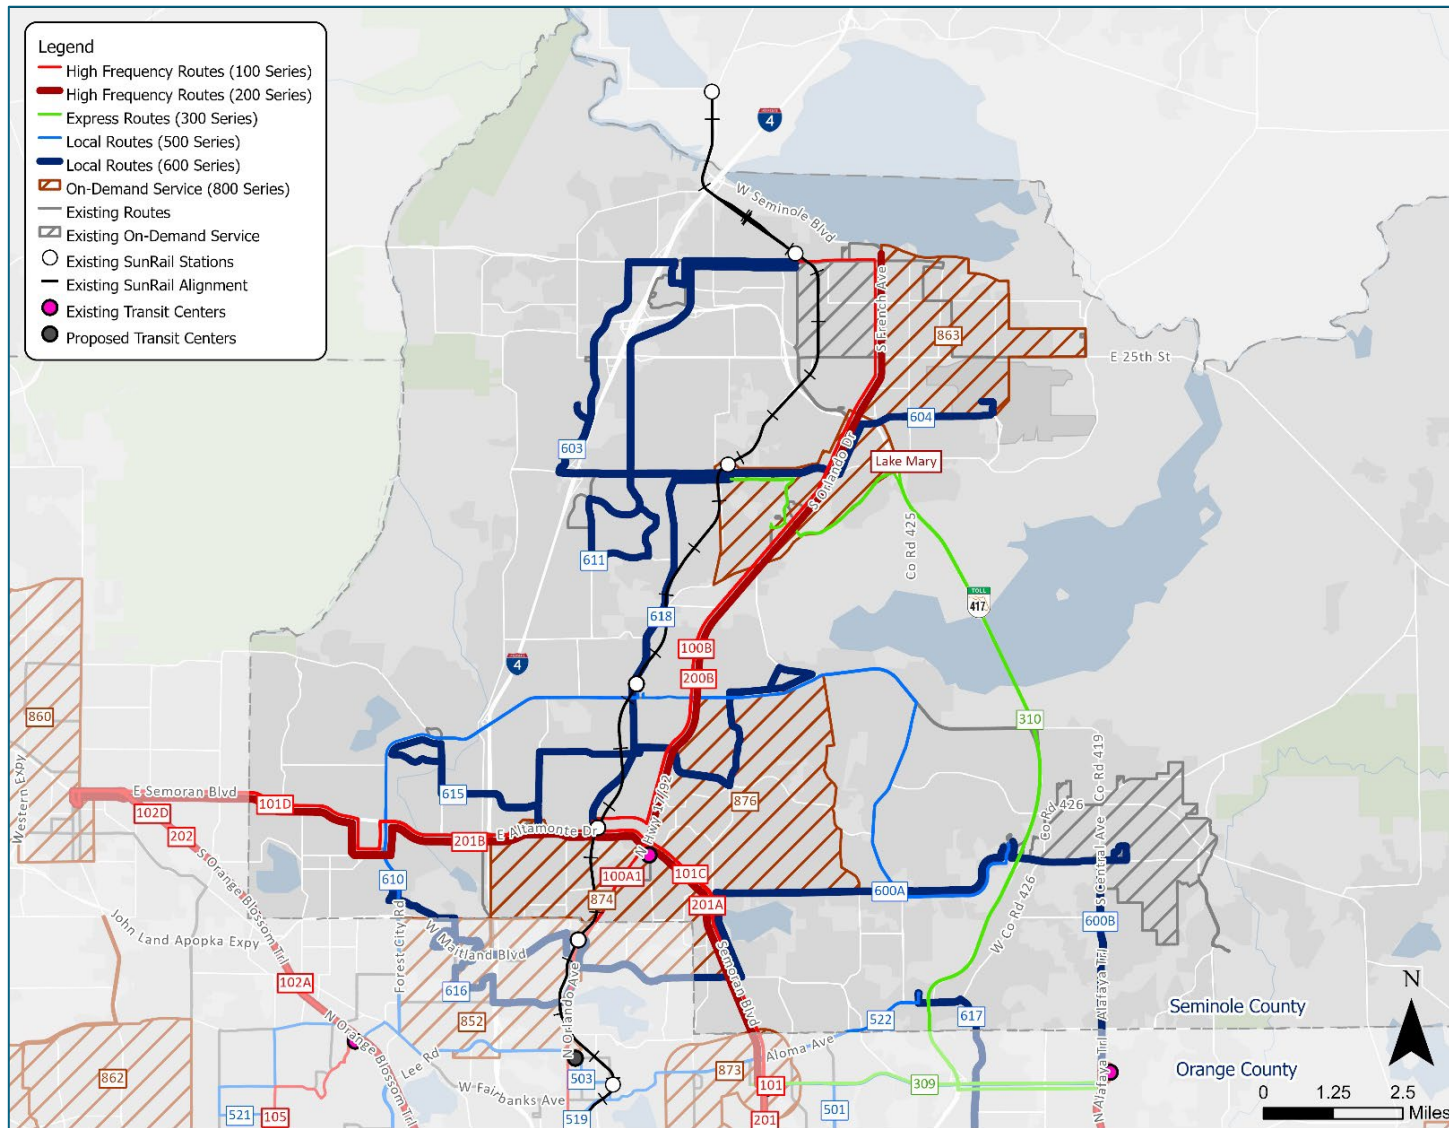 Legend
High Frequency Routes (100 Series)
High Frequency Routes (200 Series)
Express Routes (300 Series)
Local Routes (500 Series)
Local Routes (600 Series)
On-Demand Service (800 Series)
Existing Routes
Existing On-Demand Service
Existing SunRail Stations
Existing SunRail Alignment
Existing Transit Centers
Proposed Transit Centers
4
W Seminole Blvd
S French Ave
863
E 25th St
604
603
Lake Mary
S Orlando Dr
Co Rd 425
611
TOLL
417
618
100B
4
200B
860
310
Co Rd 419
Western Expy
E Semoran Blvd
101D
615
N Hwy 17/92
876
Co Rd 426
102D
202
201B
E Altamonte Dr
100A1
101C
610
874
201A
600A
S Central Ave
600B
S Orange Blossom Trl
John Land Apopka Expy
Forest City Rd
W Maitland Blvd
W Co Rd 426
102A
616
Semoran Blvd
N
N Orange Blossom Trl
852
N Orlando Ave
522
617
Alafaya Trl
Seminole County
Aloma Ave
Lee Rd
862
503
873
101
309
Orange County
W Fairbanks Ave
521
105
519
201
501
N Alafaya Trl
0 1.25 2.5
Miles